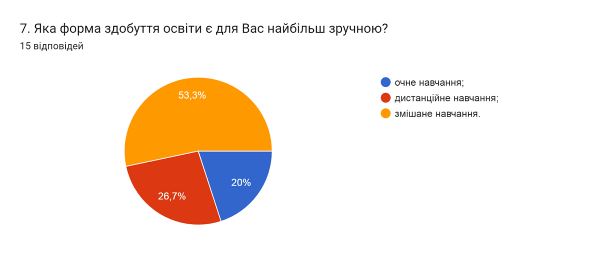 7. Яка форма здобуття освіти є для Вас найбільш зручною?
15 відповідей
53,3%
26,7%
20%
очне навчання;
дистанційне навчання;
змішане навчання.